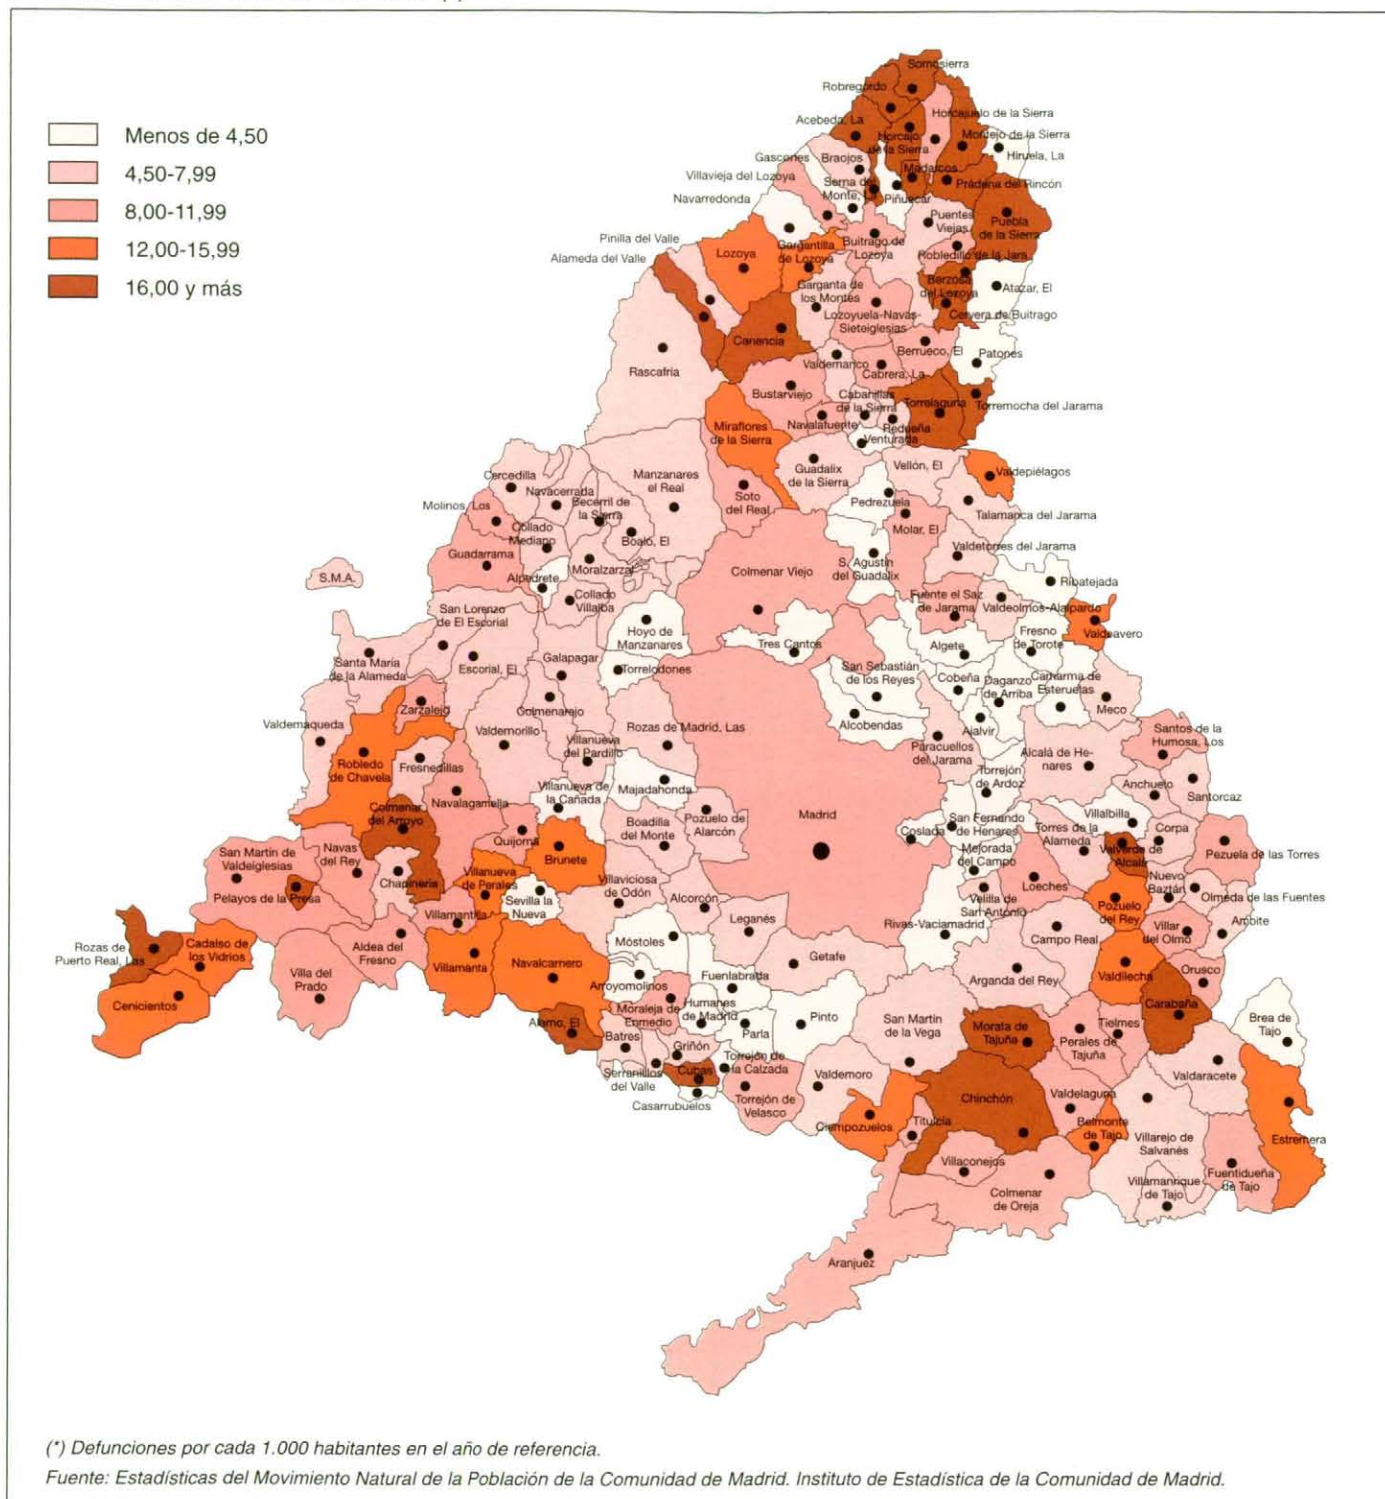 Menos de 4,50
4,50-7,99
8,00-11,99
12,00-15,99
16,00 y más
Somosierra
Robregordo
Horcajuelo de la Sierra
Acebeda, La
Horcajo
de la Sierra
Montejo de la Sierra
Hiruela, La
Gascones
Braojos
Madarcos
Prádena del Rincón
Villavieja del Lozoya
Serna del
Monte, La
Piñuecar
Navarredonda
Puentes
Viejas
Puebla
de la Sierra
Pinilla del Valle
Alameda del Valle
Lozoya
Gargantilla
de Lozoya
Buitrago de
Lozoya
Robledillo de la Jara
Berzosa
del Lozoya
Atazar, El
Garganta de
los Montes
Lozoyuela-Navas-
Sieteiglesias
Cervera de Buitrago
Canencia
Rascafría
Valdemanco
Berrueco, El
Patones
Cabrera, La
Bustarviejo
Cabanillas
de la Sierra
Torrelaguna
Torremocha del Jarama
Navalafuente
Redueña
Venturada
Miraflores
de la Sierra
Guadalix
de la Sierra
Vellón, El
Valdepiélagos
Cercedilla
Navacerrada
Manzanares
el Real
Becerril de
la Sierra
Soto
del Real
Pedrezuela
Talamanca del Jarama
Molinos, Los
Collado
Mediano
Boalo, El
Molar, El
Guadarrama
Moralzarzal
Colmenar Viejo
S. Agustín
del Guadalix
Valdetorres del Jarama
S.M.A.
Alpedrete
Collado
Villalba
Ribatejada
Fuente el Saz
de Jarama
Valdeolmos-Alalpardo
San Lorenzo
de El Escorial
Hoyo de
Manzanares
Tres Cantos
Algete
Fresno
de Torote
Valdeavero
Santa María
de la Alameda
Escorial, El
Galapagar
Torrelodones
San Sebastián
de los Reyes
Cobeña
Daganzo
de Arriba
Camarma de
Esteruelas
Meco
Zarzalejo
Colmenarejo
Alcobendas
Ajalvir
Valdemaqueda
Valdemorillo
Rozas de Madrid, Las
Paracuellos
del Jarama
Alcalá de He-
nares
Santos de la
Humosa, Los
Robledo
de Chavela
Fresnedillas
Villanueva
del Pardillo
Torrejón
de Ardoz
Anchuelo
Santorcaz
Navalagamella
Villanueva de
la Cañada
Majadahonda
Villalbilla
Colmenar
del Arroyo
Boadilla
del Monte
Pozuelo de
Alarcón
Madrid
Coslada
San Fernando
de Henares
Torres de la
Alameda
Corpa
Quijorna
Brunete
Mejorada
del Campo
Valverde de
Alcalá
Pezuela de las Torres
San Martín de
Valdeiglesias
Navas
del Rey
Chapinería
Villanueva
de Perales
Sevilla la
Nueva
Villaviciosa
de Odón
Alcorcón
Loeches
Nuevo
Baztán
Olmeda de las Fuentes
Pelayos de la Presa
Velilla de
San Antonio
Pozuelo
del Rey
Villamantilla
Leganés
Rivas-Vaciamadrid
Campo Real
Villar
del Olmo
Ambite
Rozas de
Puerto Real, Las
Cadalso de
los Vidrios
Aldea del
Fresno
Móstoles
Getafe
Villamanta
Navalcarnero
Arganda del Rey
Valdilecha
Orusco
Villa del
Prado
Arroyomolinos
Fuenlabrada
Carabaña
Cenicientos
Moraleja de
Enmedio
Humanes
de Madrid
Pinto
San Martín
de la Vega
Morata de
Tajuña
Tielmes
Brea de
Tajo
Alamo, El
Batres
Griñón
Parla
Perales de
Tajuña
Serranillos
del Valle
Cubas
Torrejón de
la Calzada
Valdemoro
Valdaracete
Casarrubuelos
Torrejón de
Velasco
Chinchón
Valdelaguna
Ciempozuelos
Titulcia
Belmonte
de Tajo
Villarejo de
Salvanés
Estremera
Villaconejos
Villamanrique
de Tajo
Fuentidueña
de Tajo
Colmenar
de Oreja
Aranjuez
(*) Defunciones por cada 1.000 habitantes en el año de referencia.
Fuente: Estadísticas del Movimiento Natural de la Población de la Comunidad de Madrid. Instituto de Estadística de la Comunidad de Madrid.